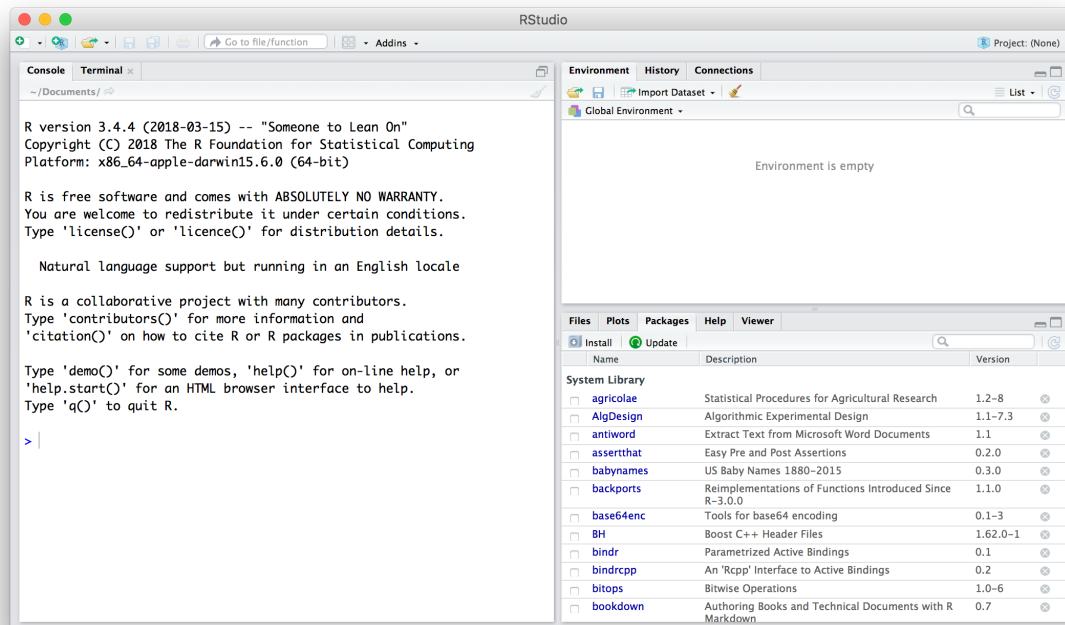 RStudio
Go to file/function
Addins
Project: (None)
Console Terminal
~/Documents/
R version 3.4.4 (2018-03-15) -- "Someone to Lean On"
Copyright (C) 2018 The R Foundation for Statistical Computing
Platform: x86_64-apple-darwin15.6.0 (64-bit)
R is free software and comes with ABSOLUTELY NO WARRANTY.
You are welcome to redistribute it under certain conditions.
Type 'license()' or 'licence()' for distribution details.
Natural language support but running in an English locale
R is a collaborative project with many contributors.
Type 'contributors()' for more information and
'citation()' on how to cite R or R packages in publications.
Type 'demo()' for some demos, 'help()' for on-line help, or
'help.start()' for an HTML browser interface to help.
Type 'q()' to quit R.
>
Environment History Connections
Import Dataset List
Global Environment
Environment is empty
Files Plots Packages Help Viewer
Install Update
Name Description Version
System Library
agricolae Statistical Procedures for Agricultural Research 1.2-8
AlgDesign Algorithmic Experimental Design 1.1-7.3
antiword Extract Text from Microsoft Word Documents 1.1
assertthat Easy Pre and Post Assertions 0.2.0
babynames US Baby Names 1880-2015 0.3.0
backports Reimplementations of Functions Introduced Since 1.1.0
R-3.0.0
base64enc Tools for base64 encoding 0.1-3
BH Boost C++ Header Files 1.62.0-1
bindr Parametrized Active Bindings 0.1
bindrcpp An 'Rcpp' Interface to Active Bindings 0.2
bitops Bitwise Operations 1.0-6
bookdown Authoring Books and Technical Documents with R 0.7
Markdown